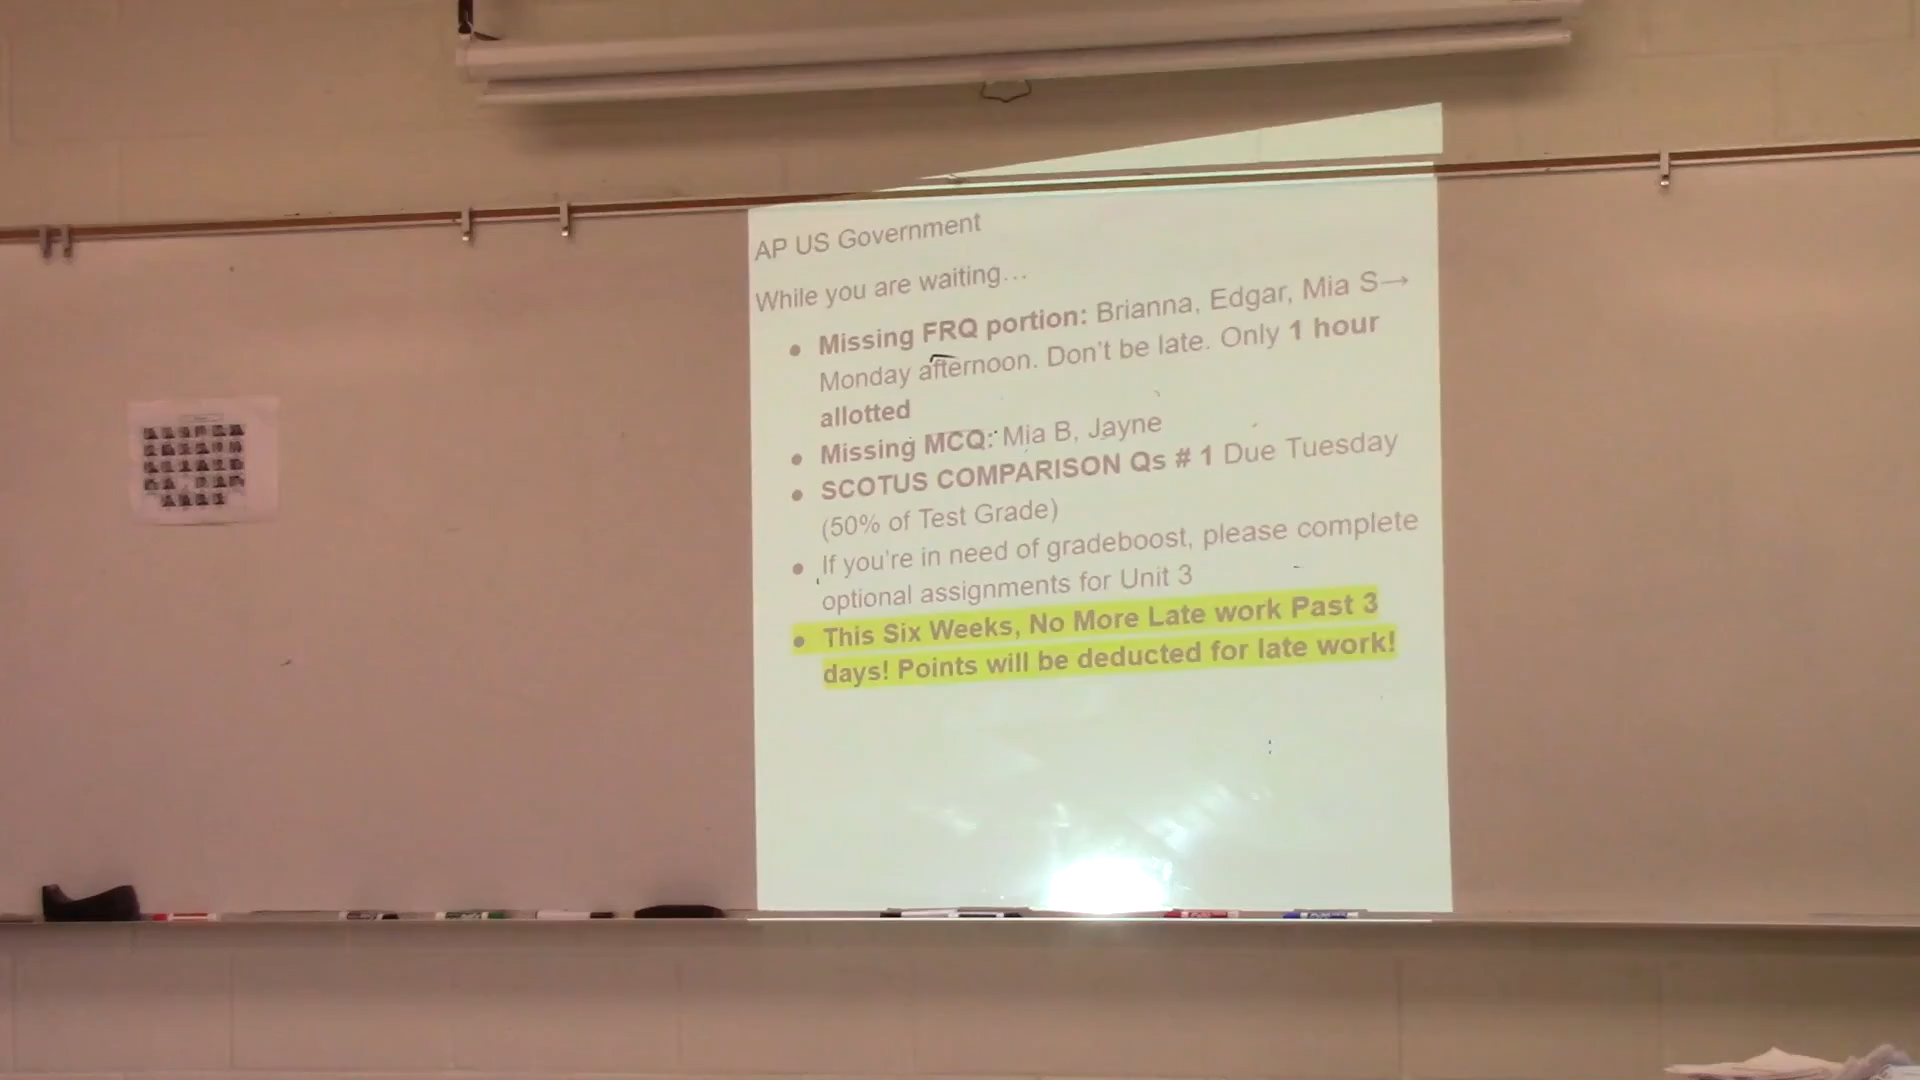 AP US Government
While you are waiting...
● Missing FRQ portion: Brianna, Edgar, Mia S→
Monday afternoon. Don't be late. Only 1 hour
allotted
● Missing MCQ: Mia B, Jayne
● SCOTUS COMPARISON Qs # 1 Due Tuesday
(50% of Test Grade)
● If you're in need of gradeboost, please complete
optional assignments for Unit 3
● This Six Weeks, No More Late work Past 3
days! Points will be deducted for late work!